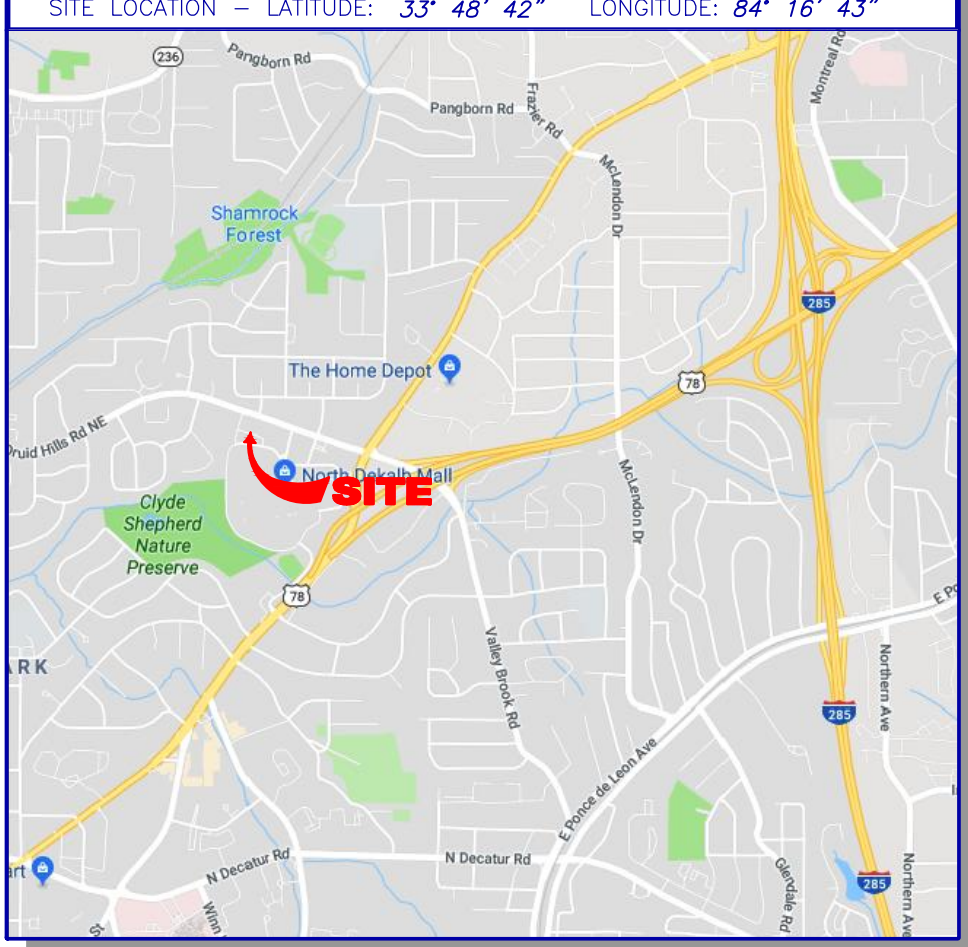 SITE LOCATION – LATITUDE: 33° 48' 42" LONGITUDE: 84° 16' 43"
236
Pangborn Rd
Montreal Rd
Pangborn Rd
Frazier Rd
McLendon Dr
Shamrock
Forest
285
The Home Depot
78
Druid Hills Rd NE
North Dekalb Mall
SITE
McLendon Dr
Clyde
Shepherd
Nature
Preserve
78
Valley Brook Rd
Northern Ave
ARK
285
E Ponce de Leon Ave
N Decatur Rd
N Decatur Rd
Glendale Rd
Northern Ave
art
285
St